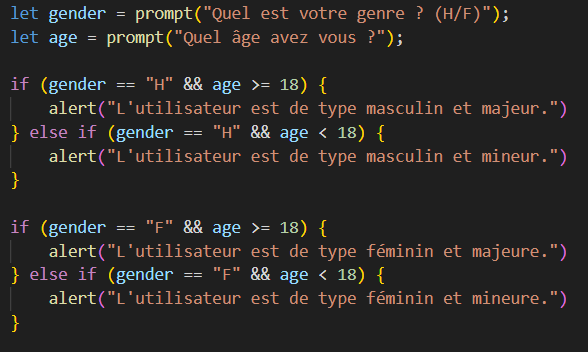 let gender = prompt("Quel est votre genre ? (H/F)");
let age = prompt("Quel âge avez vous ?");
if (gender == "H" && age >= 18) {
alert("L'utilisateur est de type masculin et majeur.")
} else if (gender == "H" && age < 18) {
alert("L'utilisateur est de type masculin et mineur.")
}
if (gender == "F" && age >= 18) {
alert("L'utilisateur est de type féminin et majeure.")
} else if (gender == "F" && age < 18) {
alert("L'utilisateur est de type féminin et mineure.")
}